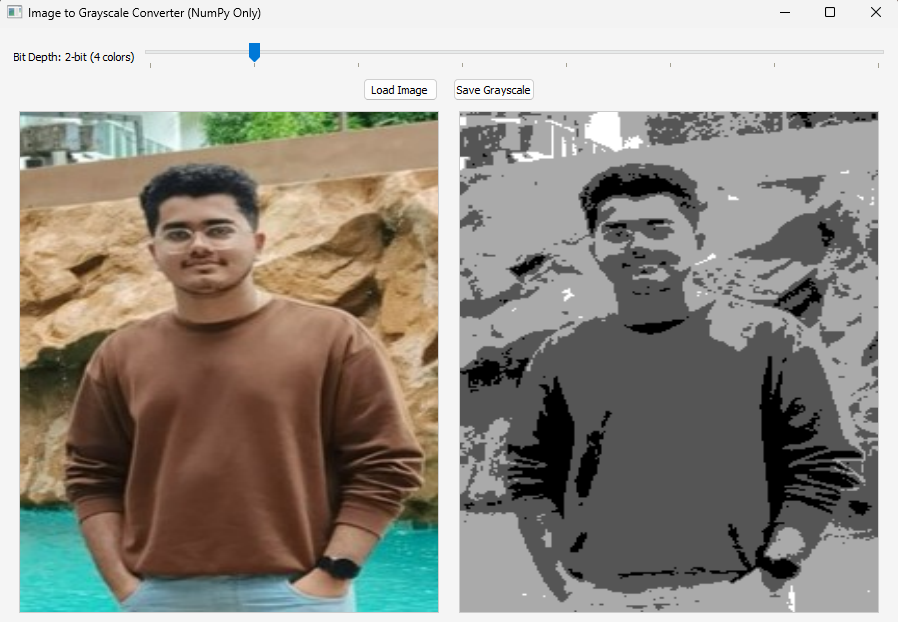 Image to Grayscale Converter (NumPy Only)
Bit Depth: 2-bit (4 colors)
Load Image
Save Grayscale